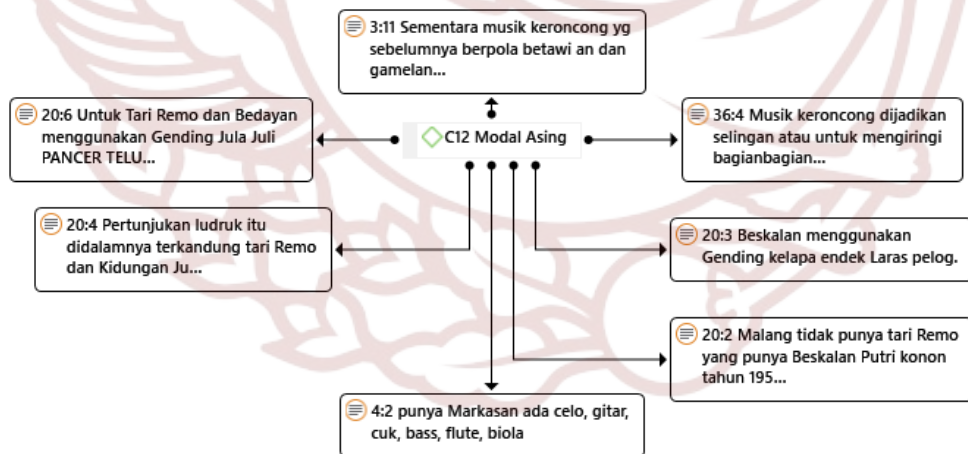 3:11 Sementara musik keroncong yg
sebelumnya berpola betawi an dan
gamelan...
20:6 Untuk Tari Remo dan Bedayan
menggunakan Gending Jula Juli
PANCER TELU...
C12 Modal Asing
36:4 Musik keroncong dijadikan
selingan atau untuk mengiringi
bagianbagian...
20:4 Pertunjukan ludruk itu
didalamnya terkandung tari Remo
dan Kidungan Ju...
20:3 Beskalan menggunakan
Gending kelapa endek Laras pelog.
20:2 Malang tidak punya tari Remo
yang punya Beskalan Putri konon
tahun 195...
4:2 punya Markasan ada celo, gitar,
cuk, bass, flute, biola